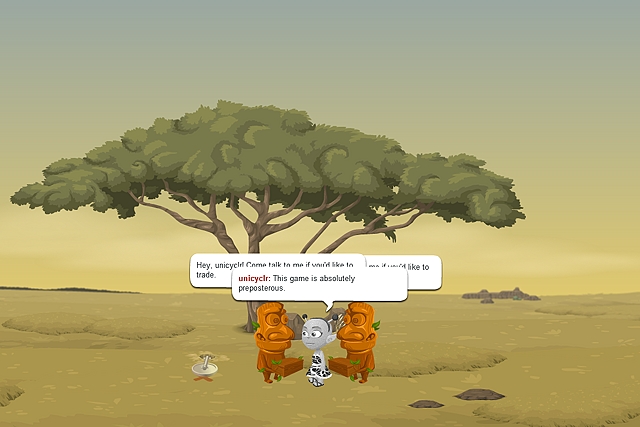 Hey, unicyclr! Come talk to me if you'd like to
trade.
me if you'd like to
unicyclr: This game is absolutely
preposterous.